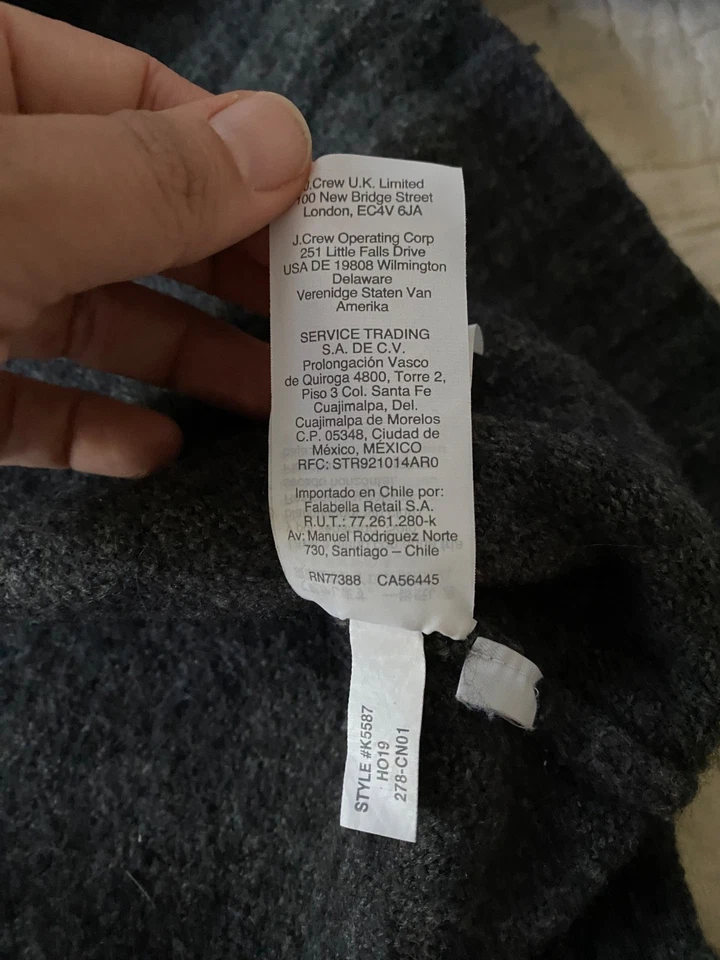 J.Crew U.K. Limited
100 New Bridge Street
London, EC4V 6JA
J.Crew Operating Corp
251 Little Falls Drive
USA DE 19808 Wilmington
Delaware
Verenidge Staten Van
Amerika
SERVICE TRADING
S.A. DE C.V.
Prolongación Vasco
de Quiroga 4800, Torre 2,
Piso 3 Col. Santa Fe
Cuajimalpa, Del.
Cuajimalpa de Morelos
C.P. 05348, Ciudad de
México, MÉXICO
RFC: STR921014AR0
Importado en Chile por:
Falabella Retail S.A.
R.U.T.: 77.261.280-k
Av: Manuel Rodriguez Norte
730, Santiago – Chile
RN77388 CA56445
STYLE #K5587
HO19
278-CN01